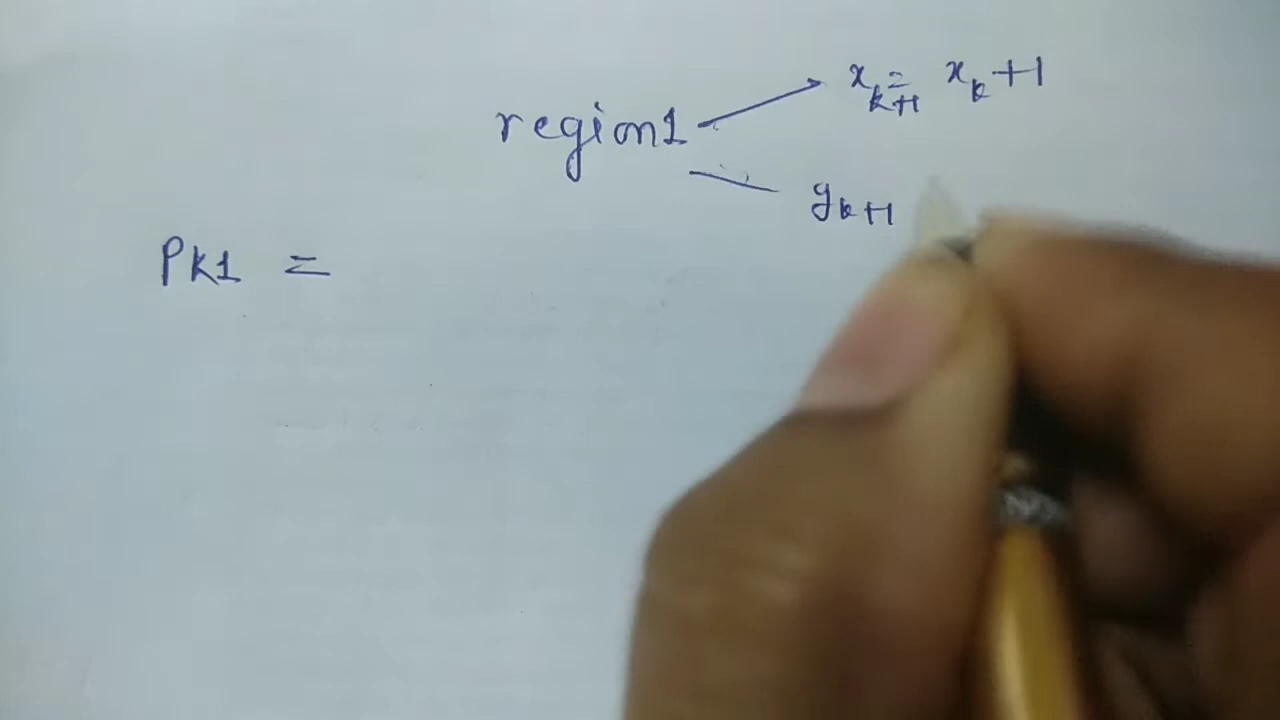 x_{k+1} = x_k + 1
region1
y_{k+1}
Pk1 =